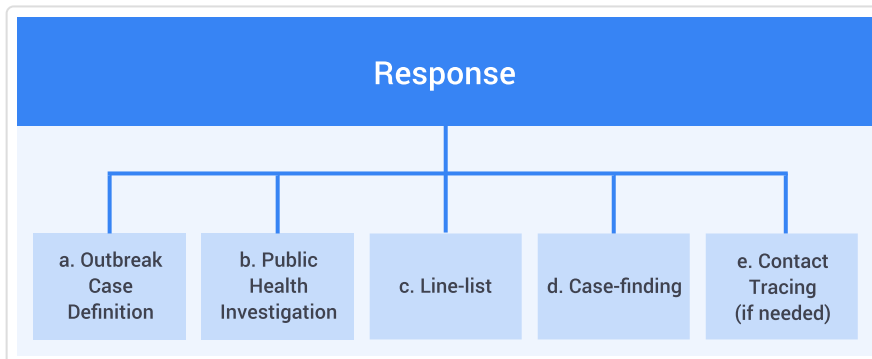 Response
a. Outbreak
Case
Definition
b. Public
Health
Investigation
c. Line-list
d. Case-finding
e. Contact
Tracing
(if needed)